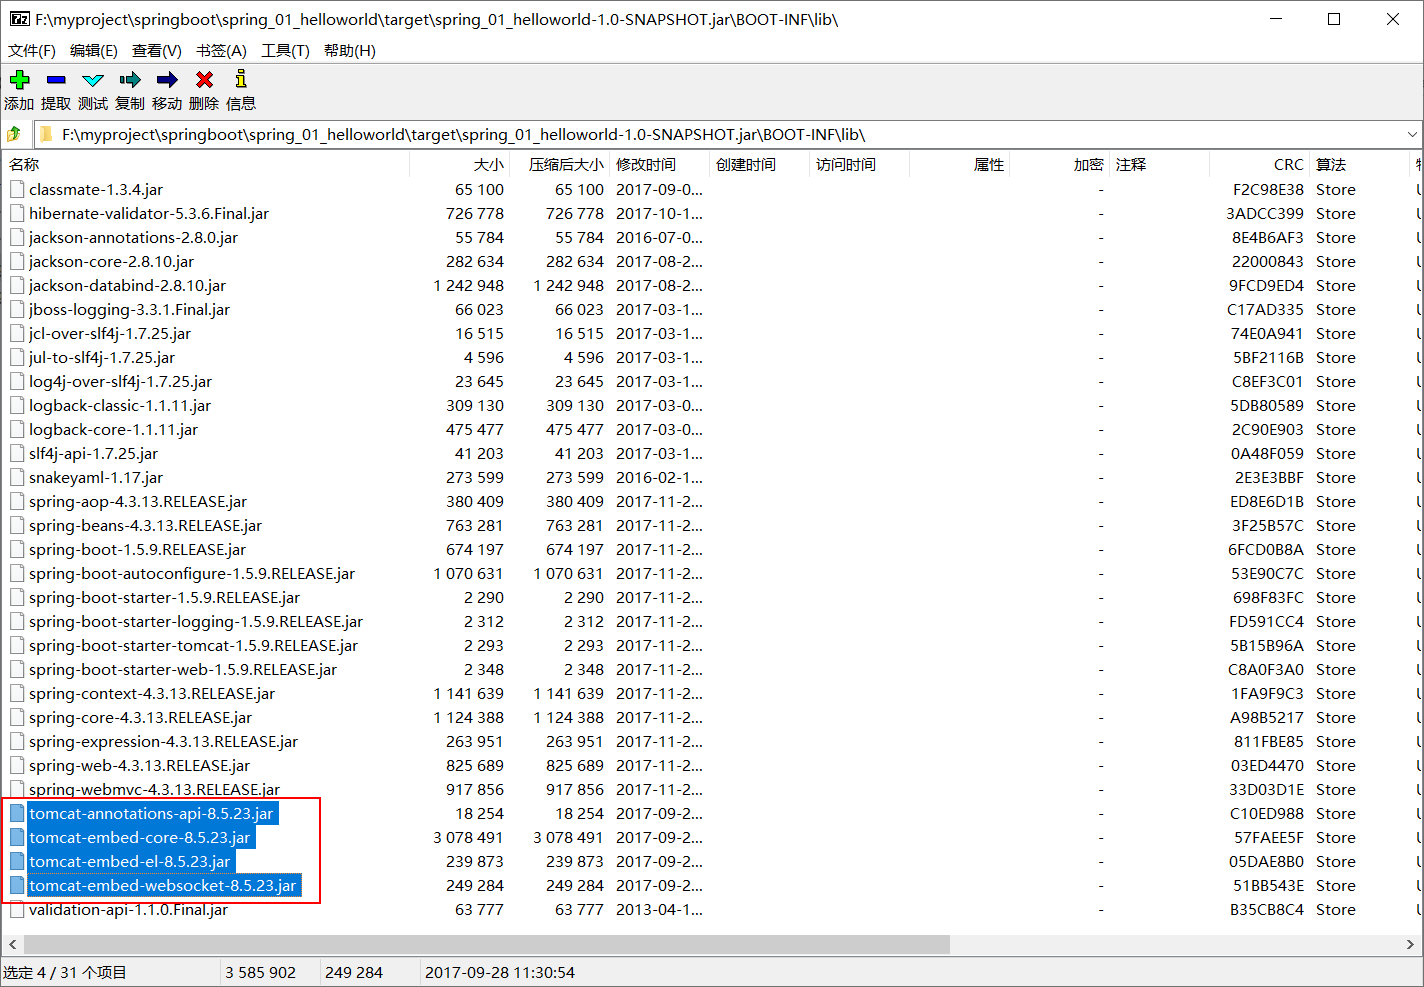 F:\myproject\springboot\spring_01_helloworld\target\spring_01_helloworld-1.0-SNAPSHOT.jar\BOOT-INF\lib\
文件(F) 编辑(E) 查看(V) 书签(A) 工具(T) 帮助(H)
添加 提取 测试 复制 移动 删除 信息
F:\myproject\springboot\spring_01_helloworld\target\spring_01_helloworld-1.0-SNAPSHOT.jar\BOOT-INF\lib\
名称 大小 压缩后大小 修改时间 创建时间 访问时间 属性 加密 注释 CRC 算法
classmate-1.3.4.jar 65 100 65 100 2017-09-0... - F2C98E38 Store
hibernate-validator-5.3.6.Final.jar 726 778 726 778 2017-10-1... - 3ADCC399 Store
jackson-annotations-2.8.0.jar 55 784 55 784 2016-07-0... - 8E4B6AF3 Store
jackson-core-2.8.10.jar 282 634 282 634 2017-08-2... - 22000843 Store
jackson-databind-2.8.10.jar 1 242 948 1 242 948 2017-08-2... - 9FCD9ED4 Store
jboss-logging-3.3.1.Final.jar 66 023 66 023 2017-03-1... - C17AD335 Store
jcl-over-slf4j-1.7.25.jar 16 515 16 515 2017-03-1... - 74E0A941 Store
jul-to-slf4j-1.7.25.jar 4 596 4 596 2017-03-1... - 5BF2116B Store
log4j-over-slf4j-1.7.25.jar 23 645 23 645 2017-03-1... - C8EF3C01 Store
logback-classic-1.1.11.jar 309 130 309 130 2017-03-0... - 5DB80589 Store
logback-core-1.1.11.jar 475 477 475 477 2017-03-0... - 2C90E903 Store
slf4j-api-1.7.25.jar 41 203 41 203 2017-03-1... - 0A48F059 Store
snakeyaml-1.17.jar 273 599 273 599 2016-02-1... - 2E3E3BBF Store
spring-aop-4.3.13.RELEASE.jar 380 409 380 409 2017-11-2... - ED8E6D1B Store
spring-beans-4.3.13.RELEASE.jar 763 281 763 281 2017-11-2... - 3F25B57C Store
spring-boot-1.5.9.RELEASE.jar 674 197 674 197 2017-11-2... - 6FCD0B8A Store
spring-boot-autoconfigure-1.5.9.RELEASE.jar 1 070 631 1 070 631 2017-11-2... - 53E90C7C Store
spring-boot-starter-1.5.9.RELEASE.jar 2 290 2 290 2017-11-2... - 698F83FC Store
spring-boot-starter-logging-1.5.9.RELEASE.jar 2 312 2 312 2017-11-2... - FD591CC4 Store
spring-boot-starter-tomcat-1.5.9.RELEASE.jar 2 293 2 293 2017-11-2... - 5B15B96A Store
spring-boot-starter-web-1.5.9.RELEASE.jar 2 348 2 348 2017-11-2... - C8A0F3A0 Store
spring-context-4.3.13.RELEASE.jar 1 141 639 1 141 639 2017-11-2... - 1FA9F9C3 Store
spring-core-4.3.13.RELEASE.jar 1 124 388 1 124 388 2017-11-2... - A98B5217 Store
spring-expression-4.3.13.RELEASE.jar 263 951 263 951 2017-11-2... - 811FBE85 Store
spring-web-4.3.13.RELEASE.jar 825 689 825 689 2017-11-2... - 03ED4470 Store
spring-webmvc-4.3.13.RELEASE.jar 917 856 917 856 2017-11-2... - 33D03D1E Store
tomcat-annotations-api-8.5.23.jar 18 254 18 254 2017-09-2... - C10ED988 Store
tomcat-embed-core-8.5.23.jar 3 078 491 3 078 491 2017-09-2... - 57FAEE5F Store
tomcat-embed-el-8.5.23.jar 239 873 239 873 2017-09-2... - 05DAE8B0 Store
tomcat-embed-websocket-8.5.23.jar 249 284 249 284 2017-09-2... - 51BB543E Store
validation-api-1.1.0.Final.jar 63 777 63 777 2013-04-1... - B35CB8C4 Store
选定 4 / 31 个项目 3 585 902 249 284 2017-09-28 11:30:54